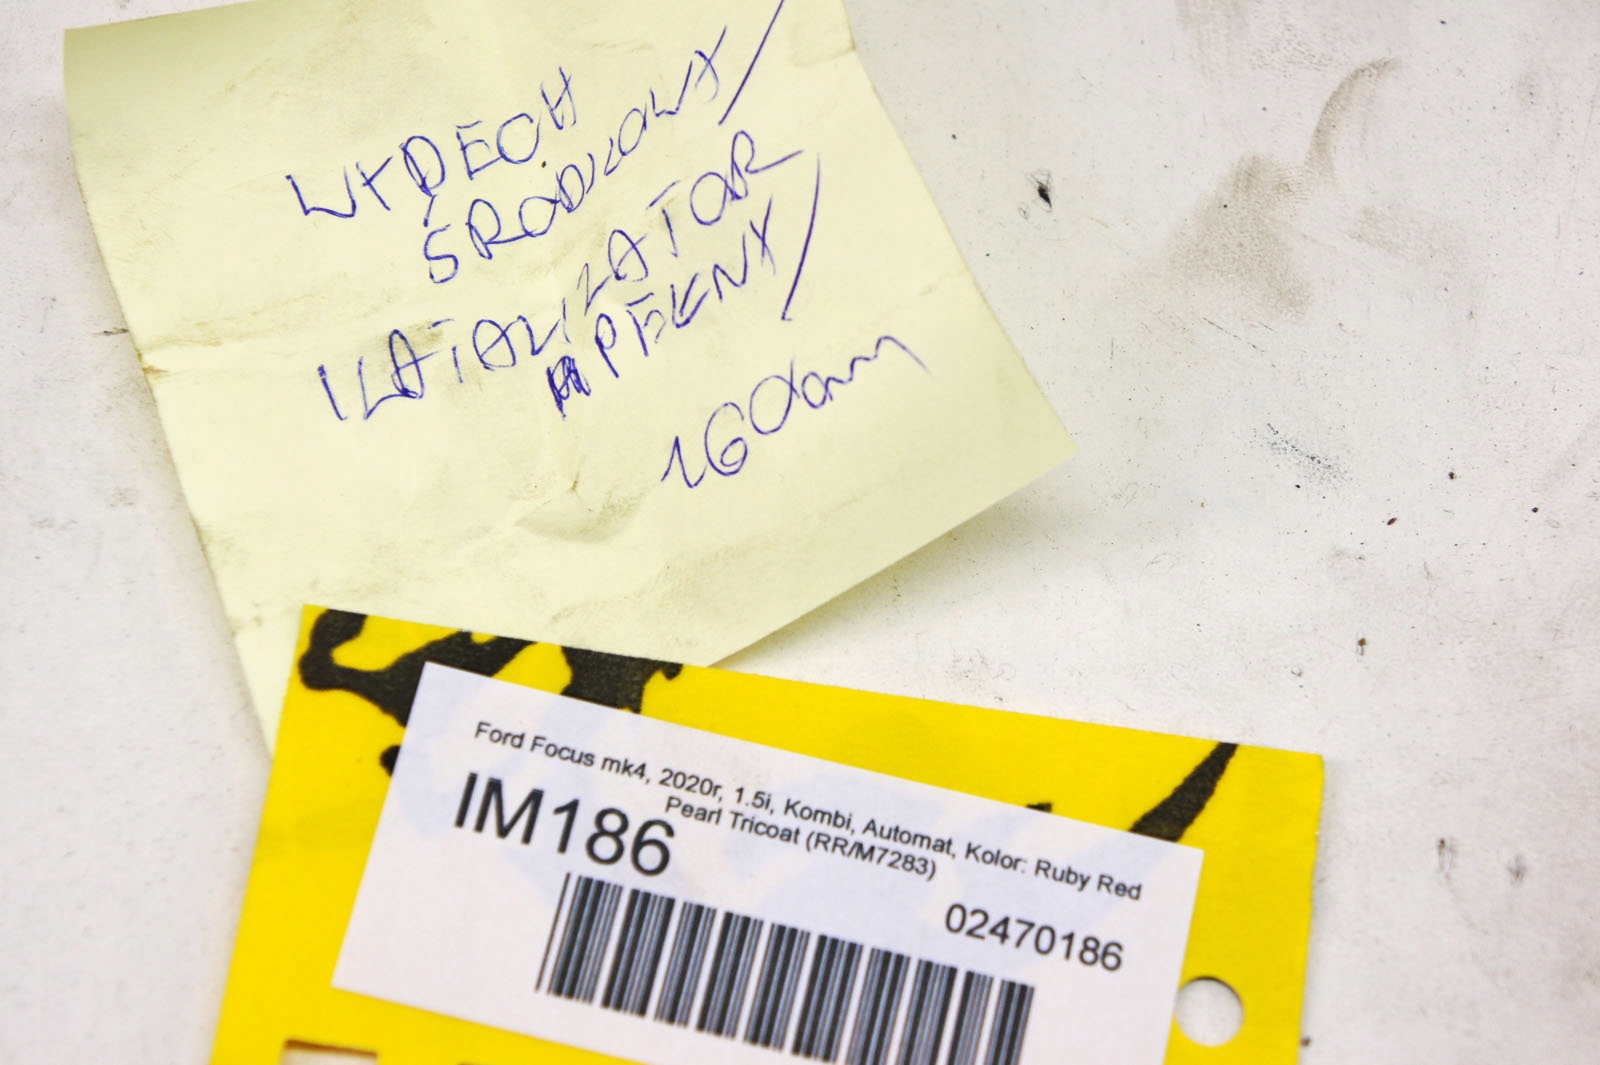 WYDECH
ŚRODKOWY /
KATALIZATOR
PEŁNY /
Ford Focus mk4, 2020r, 1.5i, Kombi, Automat, Kolor: Ruby Red
Pearl Tricoat (RR/M7283)
IM186
02470186